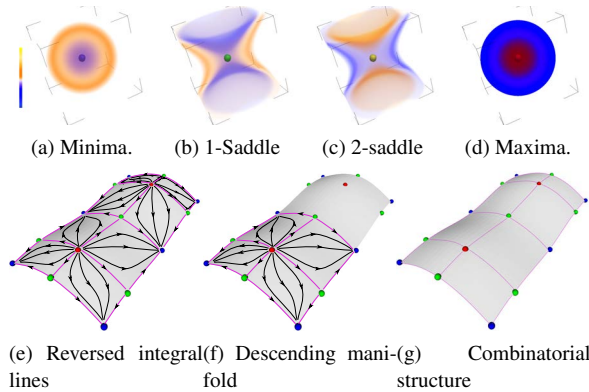 (a) Minima. (b) 1-Saddle (c) 2-saddle (d) Maxima.
(e) Reversed integral (f) Descending mani- (g) Combinatorial
lines fold structure